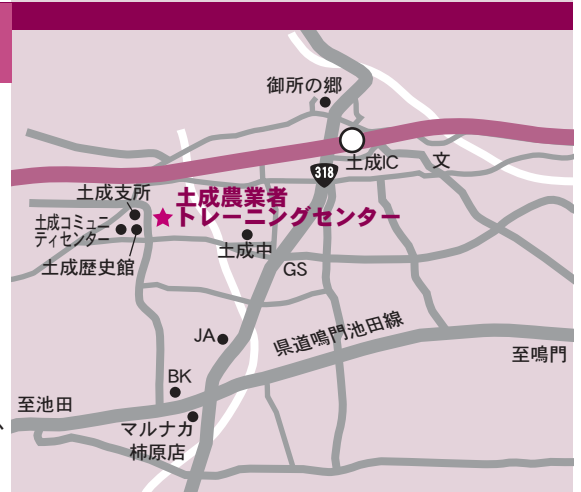 御所の郷
土成IC
文
318
土成支所
土成農業者
トレーニングセンター
土成コミュニ
ティセンター
土成中
土成歴史館
GS
県道鳴門池田線
JA
至鳴門
BK
至池田
マルナカ
柿原店